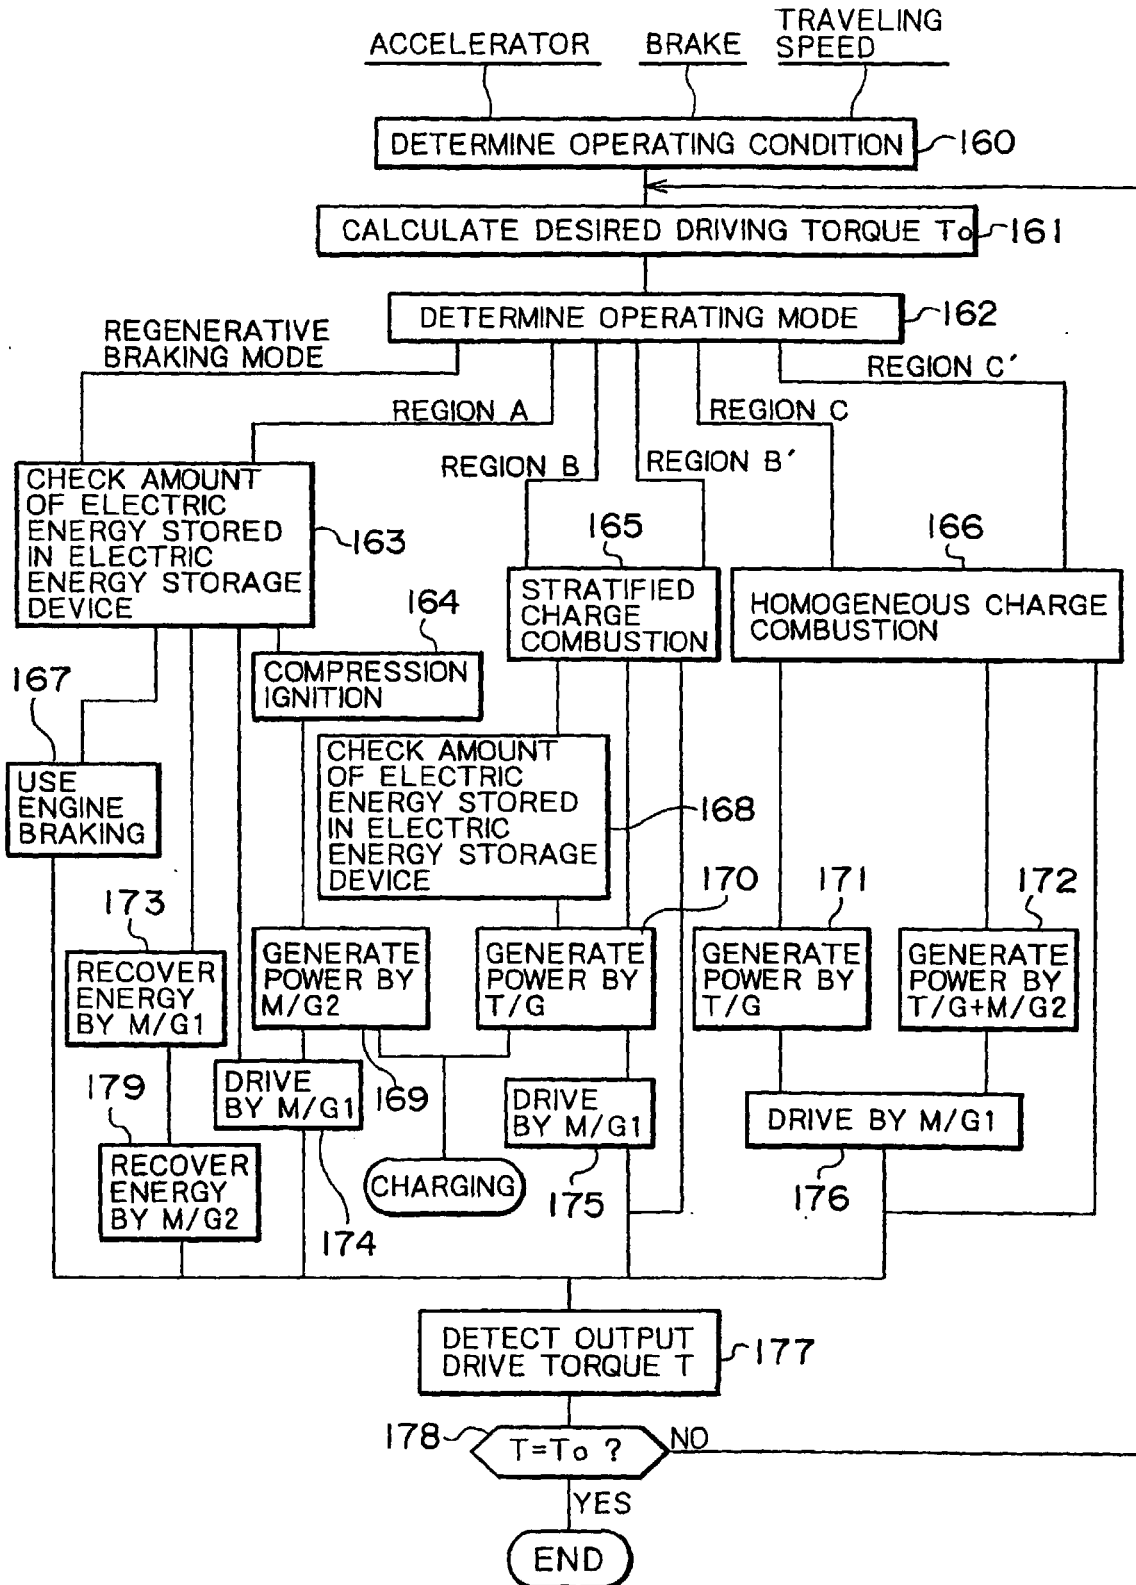 ACCELERATOR
BRAKE
TRAVELING
SPEED
DETERMINE OPERATING CONDITION
160
CALCULATE DESIRED DRIVING TORQUE To
161
DETERMINE OPERATING MODE
162
REGENERATIVE
BRAKING MODE
REGION A
REGION B
REGION B'
REGION C
REGION C'
CHECK AMOUNT
OF ELECTRIC
ENERGY STORED
IN ELECTRIC
ENERGY STORAGE
DEVICE
163
164
COMPRESSION
IGNITION
165
STRATIFIED
CHARGE
COMBUSTION
166
HOMOGENEOUS CHARGE
COMBUSTION
167
USE
ENGINE
BRAKING
CHECK AMOUNT
OF ELECTRIC
ENERGY STORED
IN ELECTRIC
ENERGY STORAGE
DEVICE
168
173
RECOVER
ENERGY
BY M/G1
GENERATE
POWER BY
M/G2
169
170
GENERATE
POWER BY
T/G
171
GENERATE
POWER BY
T/G
172
GENERATE
POWER BY
T/G+M/G2
179
RECOVER
ENERGY
BY M/G2
DRIVE
BY M/G1
174
CHARGING
DRIVE
BY M/G1
175
DRIVE BY M/G1
176
DETECT OUTPUT
DRIVE TORQUE T
177
178
T=To ?
NO
YES
END